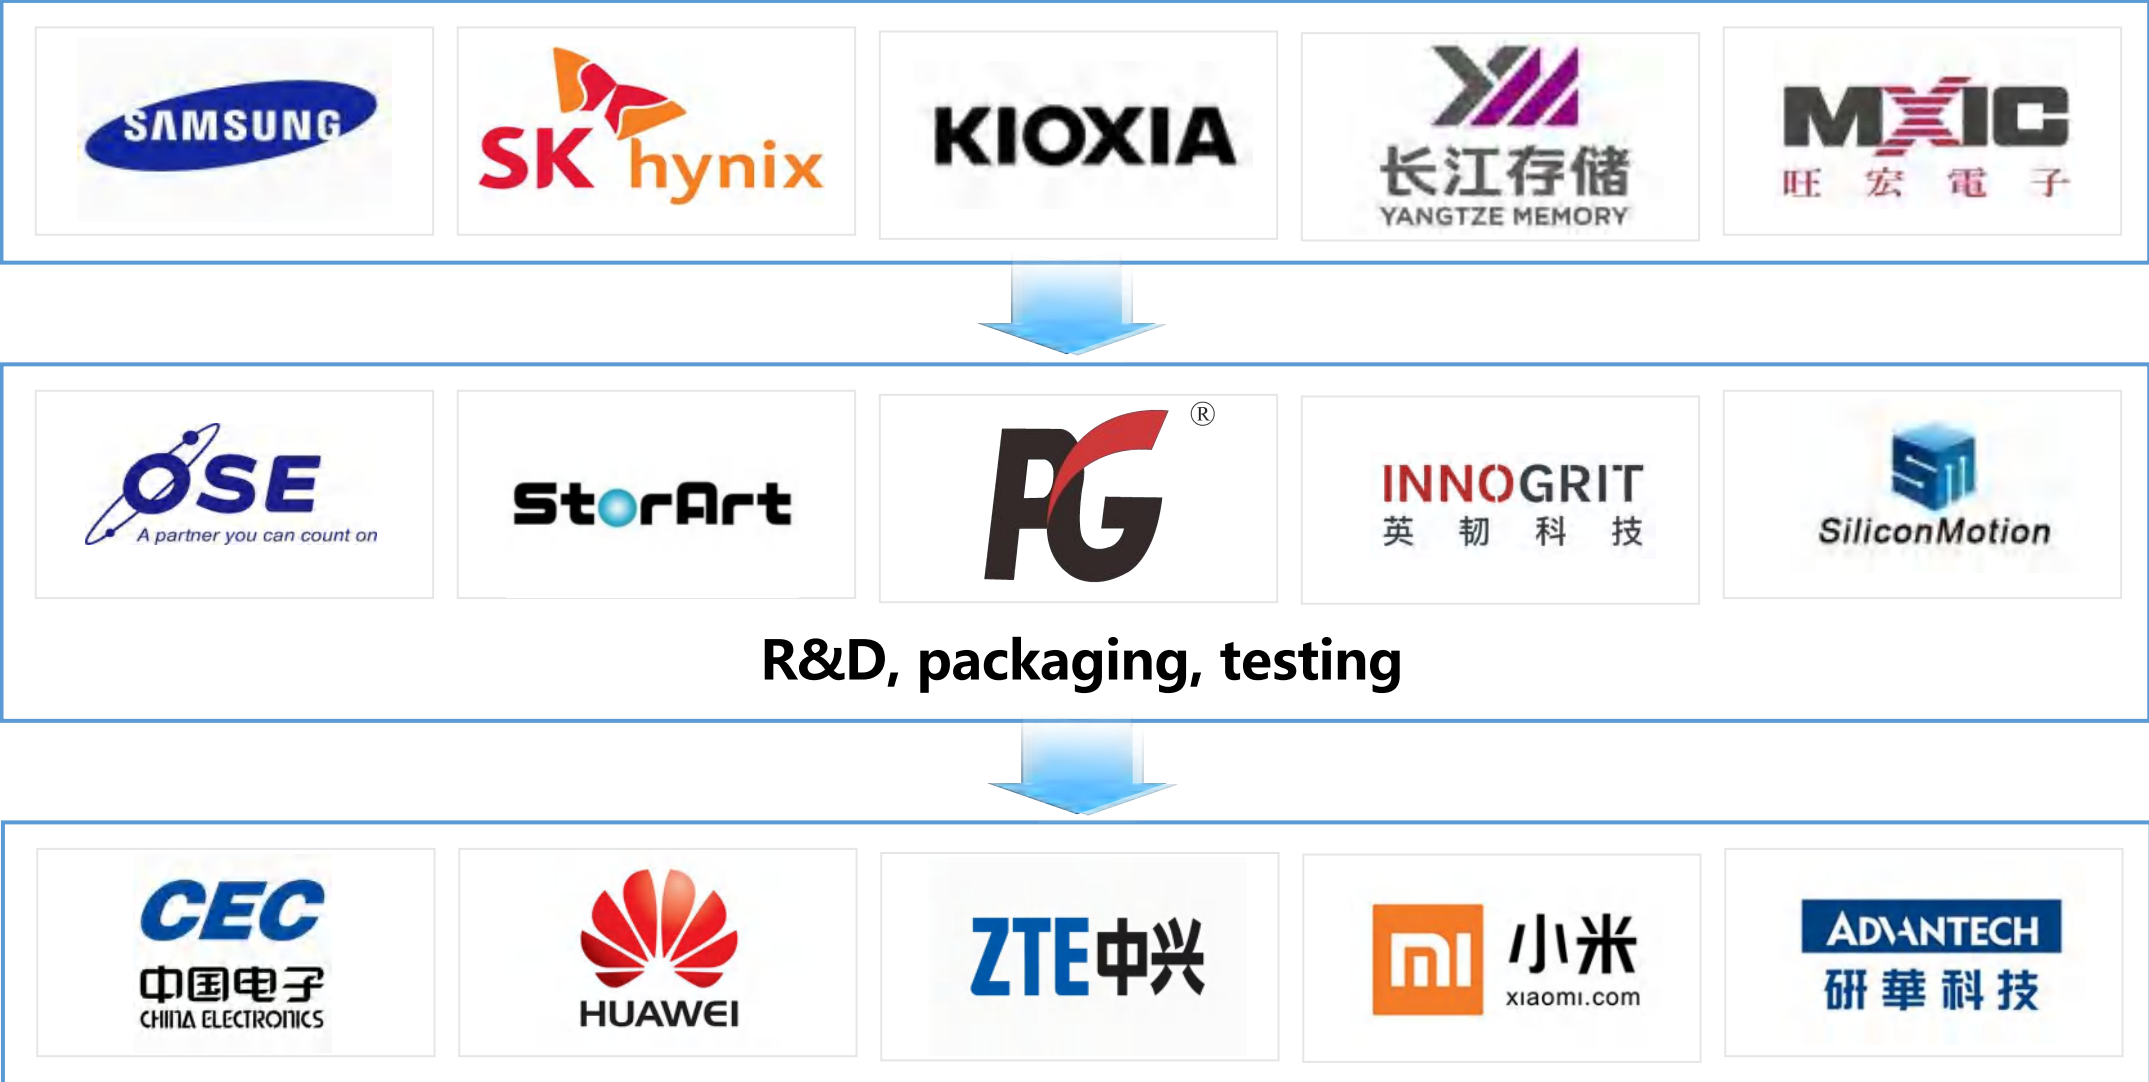 SAMSUNG
SK hynix
KIOXIA
YM
长江存储
YANGTZE MEMORY
MXIC
旺宏電子
OSE
A partner you can count on
StorArt
PG®
INNOGRIT
英韧科技
SM
SiliconMotion
R&D, packaging, testing
CEC
中国电子
CHINA ELECTRONICS
HUAWEI
ZTE中兴
mi 小米
xiaomi.com
ADVANTECH
研華科技